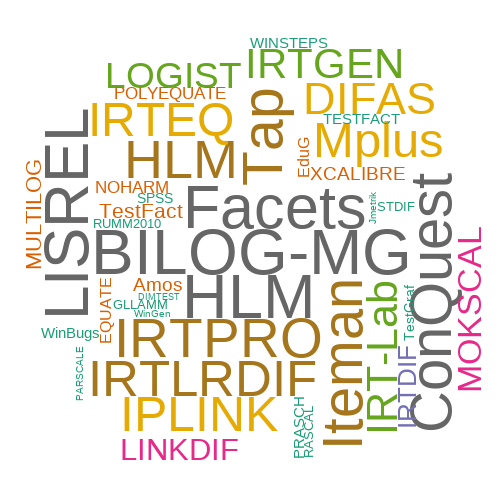 WINSTEPS
LOGIST
IRTGEN
POLYEQUATE
DIFAS
IRTEQ
Tap
TESTFACT
Mplus
HLM
EduG
XCALIBRE
LISREL
MULTILOG
NOHARM
SPSS
Facets
Jmetrik
STDIF
TestFact
RUMM2010
BILOG-MG
ConQuest
MOKSCAL
Amos
DIMTEST
HLM
EQUATE
GLLAMM
WinGen
WinBugs
IRTPRO
Iteman
IRT-Lab
TestGraf
IRTDIF
PARSCALE
IRTLRDIF
IPLINK
PRASCH
RASCAL
LINKDIF